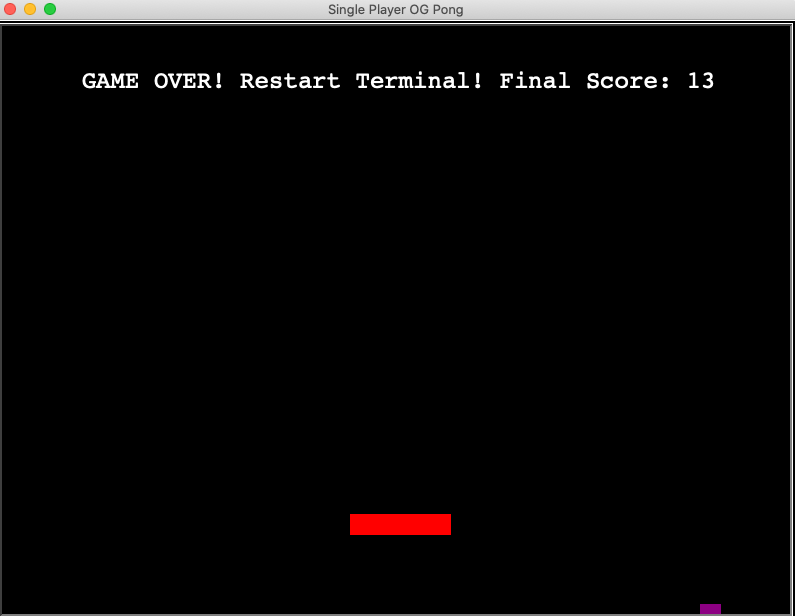 Single Player OG Pong
GAME OVER! Restart Terminal! Final Score: 13